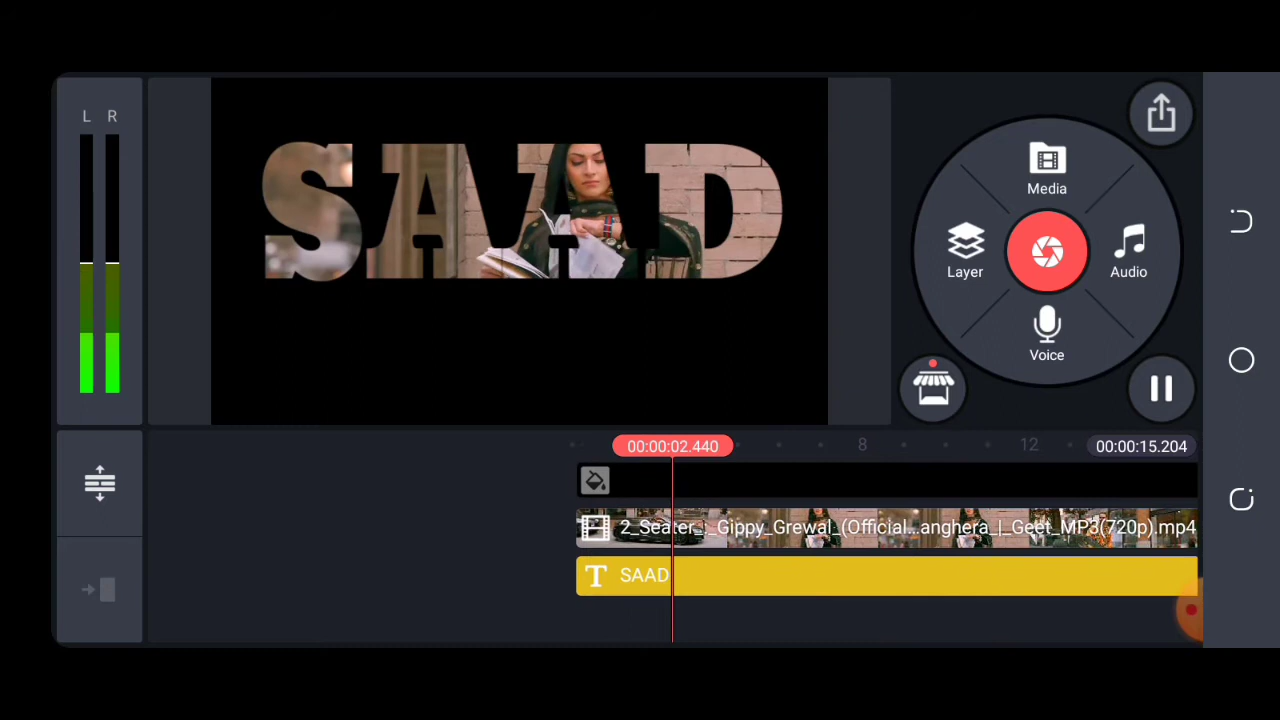 L R
SAAD
Media
Layer
Audio
Voice
00:00:02.440
8
12
00:00:15.204
2_Seater_:_Gippy_Grewal_(Official...anghera_|_Geet_MP3(720p).mp4
T SAAD